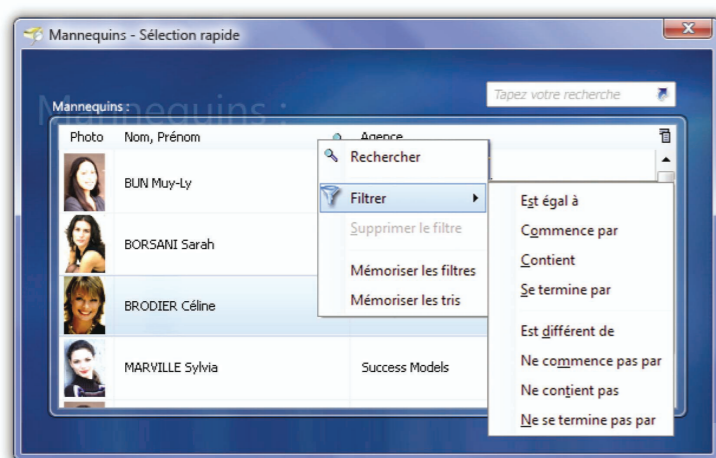 Mannequins - Sélection rapide
Tapez votre recherche
Mannequins :
Mannequins :
Photo Nom, Prénom Agence
BUN Muy-Ly
BORSANI Sarah
BRODIER Céline
MARVILLE Sylvia Success Models
Rechercher
Filtrer
Supprimer le filtre
Mémoriser les filtres
Mémoriser les tris
Est égal à
Commence par
Contient
Se termine par
Est différent de
Ne commence pas par
Ne contient pas
Ne se termine pas par